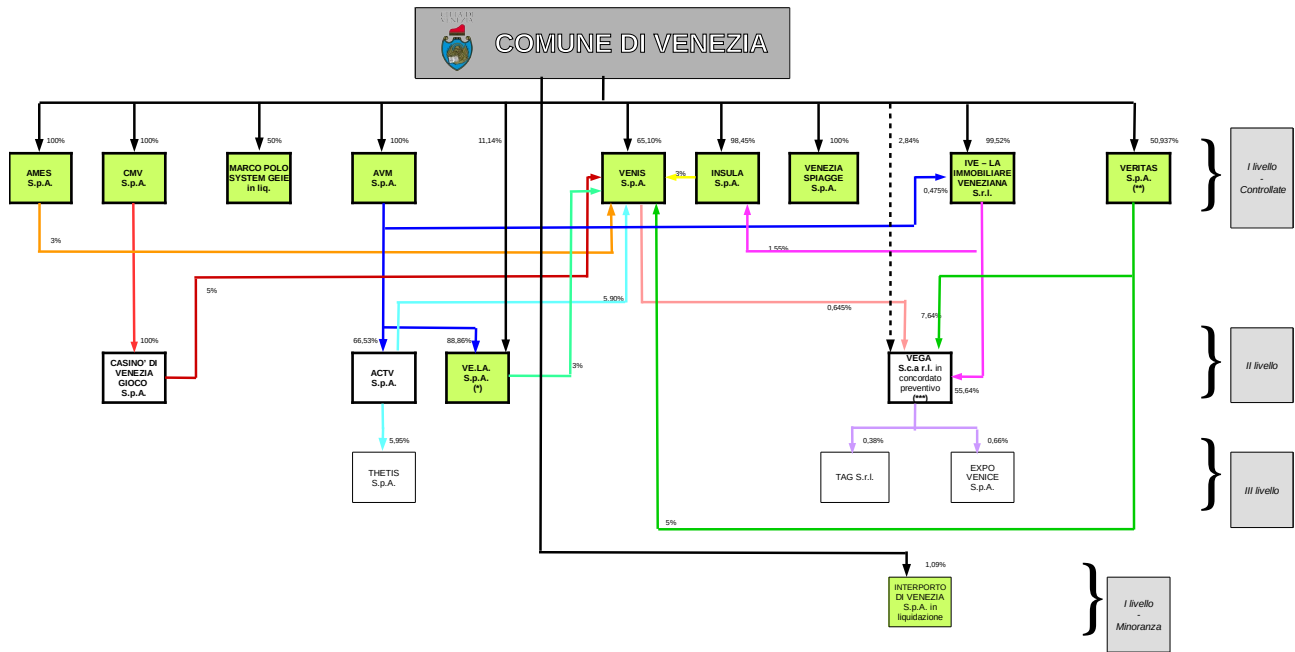 CITTA' DI
VENEZIA
COMUNE DI VENEZIA
100%
100%
50%
100%
11,14%
65,10%
98,45%
100%
2,84%
99,52%
50,937%
AMES
S.p.A.
CMV
S.p.A.
MARCO POLO
SYSTEM GEIE
in liq.
AVM
S.p.A.
VENIS
S.p.A.
3%
INSULA
S.p.A.
VENEZIA
SPIAGGE
S.p.A.
0,475%
IVE – LA
IMMOBILIARE
VENEZIANA
S.r.l.
VERITAS
S.p.A.
(**)
I livello
-
Controllate
3%
1,55%
5%
5,90%
0,645%
7,64%
100%
66,53%
88,86%
CASINO' DI
VENEZIA
GIOCO
S.p.A.
ACTV
S.p.A.
VE.LA.
S.p.A.
(*)
3%
VEGA
S.c.a r.l. in
concordato
preventivo
(***)
55,64%
II livello
5,95%
0,38%
0,66%
THETIS
S.p.A.
TAG S.r.l.
EXPO
VENICE
S.p.A.
III livello
5%
1,09%
INTERPORTO
DI VENEZIA
S.p.A. in
liquidazione
I livello
-
Minoranza